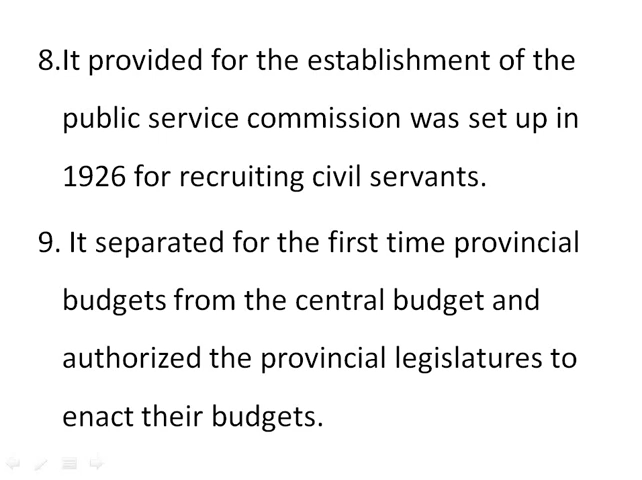 8.It provided for the establishment of the
public service commission was set up in
1926 for recruiting civil servants.
9. It separated for the first time provincial
budgets from the central budget and
authorized the provincial legislatures to
enact their budgets.